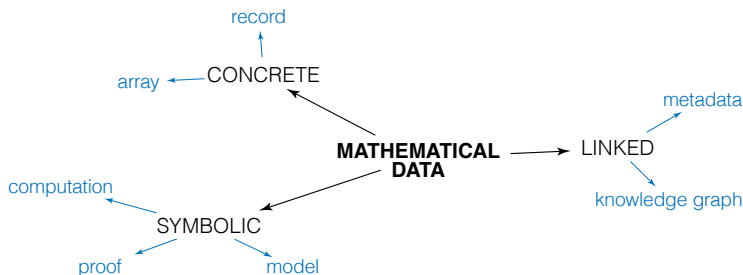 record
CONCRETE
array
metadata
MATHEMATICAL
DATA
LINKED
computation
knowledge graph
SYMBOLIC
proof
model